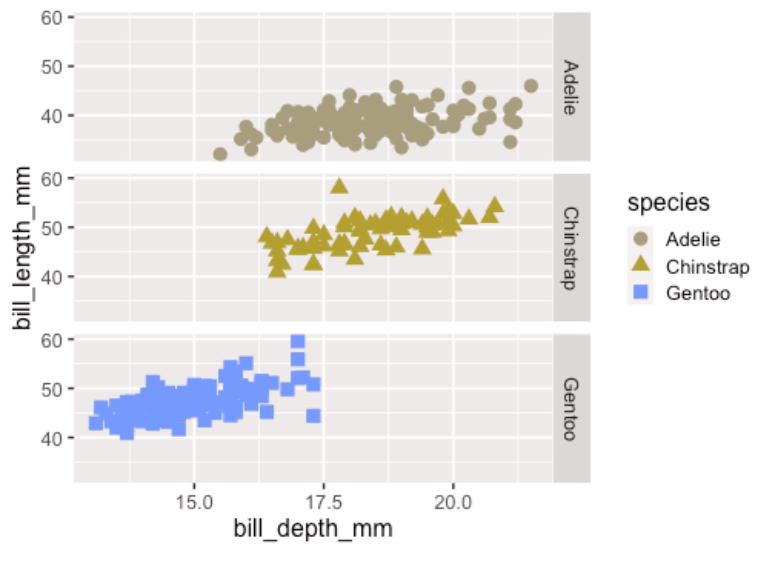 60
50
40
Adelie
60
50
40
Chinstrap
60
50
40
Gentoo
bill_length_mm
15.0
17.5
20.0
bill_depth_mm
species
Adelie
Chinstrap
Gentoo